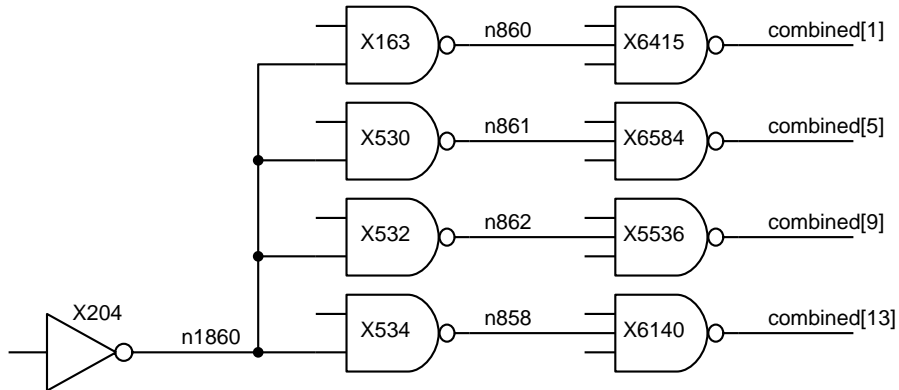 X163 n860 X6415 combined[1]
X530 n861 X6584 combined[5]
X532 n862 X5536 combined[9]
X204 n1860 X534 n858 X6140 combined[13]